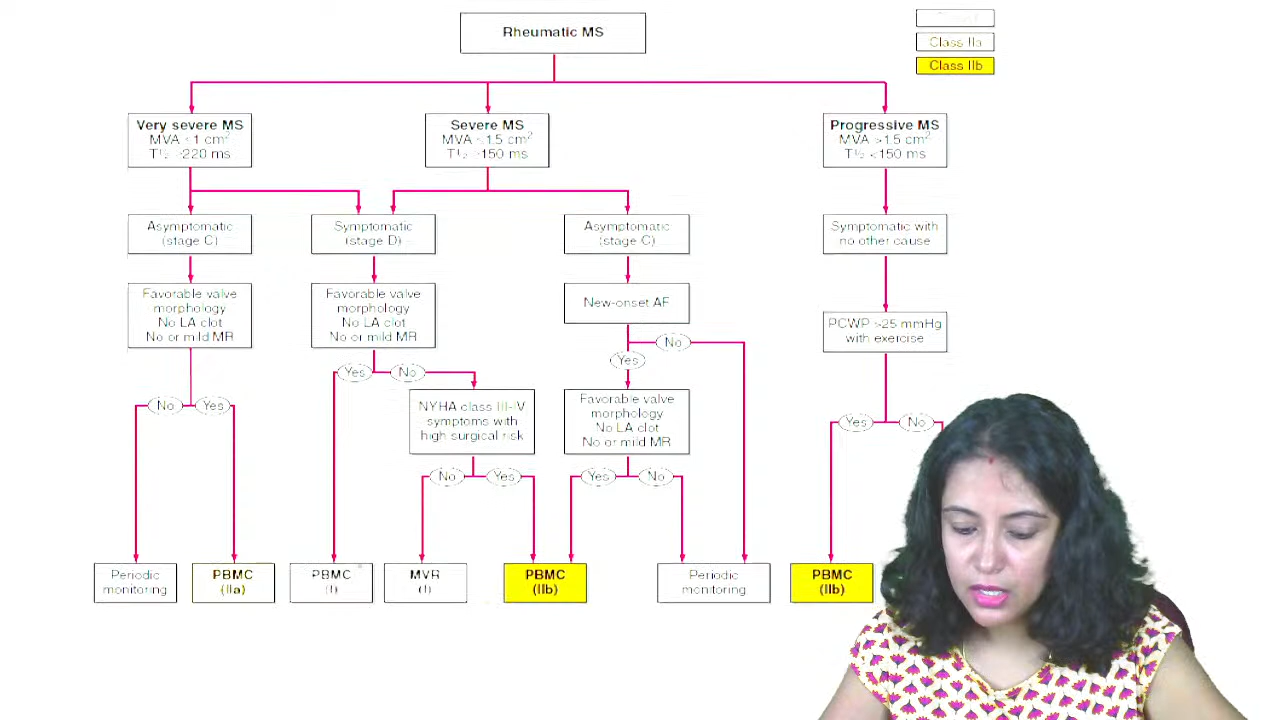 Rheumatic MS
Class IIa
Class IIb
Very severe MS
MVA ≤1 cm²
T½ ≥220 ms
Severe MS
MVA ≤1.5 cm²
T½ ≥150 ms
Progressive MS
MVA >1.5 cm²
T½ <150 ms
Asymptomatic
(stage C)
Symptomatic
(stage D)
Asymptomatic
(stage C)
Symptomatic with
no other cause
Favorable valve
morphology
No LA clot
No or mild MR
Favorable valve
morphology
No LA clot
No or mild MR
New-onset AF
PCWP >25 mmHg
with exercise
No
Yes
Yes
No
Yes
No
NYHA class III-IV
symptoms with
high surgical risk
Favorable valve
morphology
No LA clot
No or mild MR
No
Yes
Yes
No
No
Yes
Yes
No
Periodic
monitoring
PBMC
(IIa)
PBMC
(I)
MVR
(I)
PBMC
(IIb)
Periodic
monitoring
PBMC
(IIb)